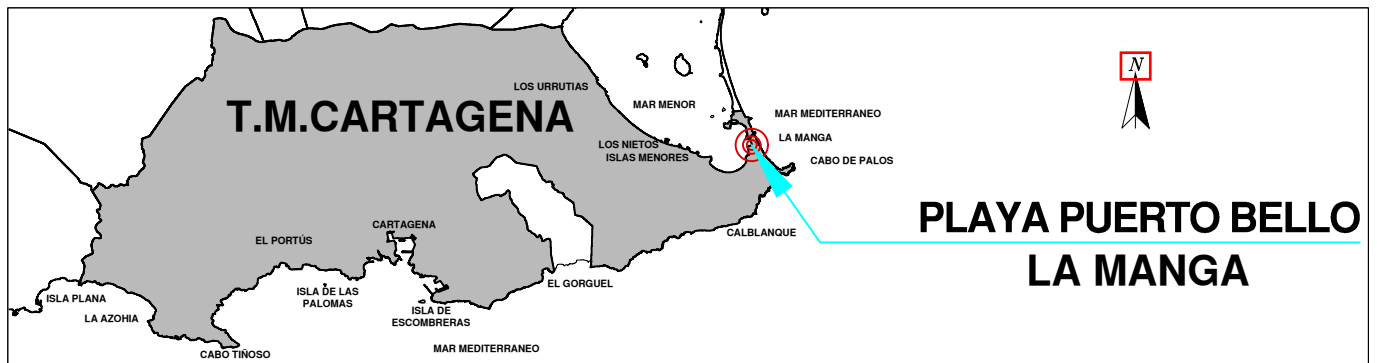 N
LOS URRUTIAS
MAR MENOR
T.M.CARTAGENA
MAR MEDITERRANEO
LA MANGA
LOS NIETOS
ISLAS MENORES
CABO DE PALOS
PLAYA PUERTO BELLO
LA MANGA
CARTAGENA
CALBLANQUE
EL PORTÚS
EL GORGUEL
ISLA PLANA
ISLA DE LAS
PALOMAS
LA AZOHIA
ISLA DE
ESCOMBRERAS
CABO TIÑOSO
MAR MEDITERRANEO